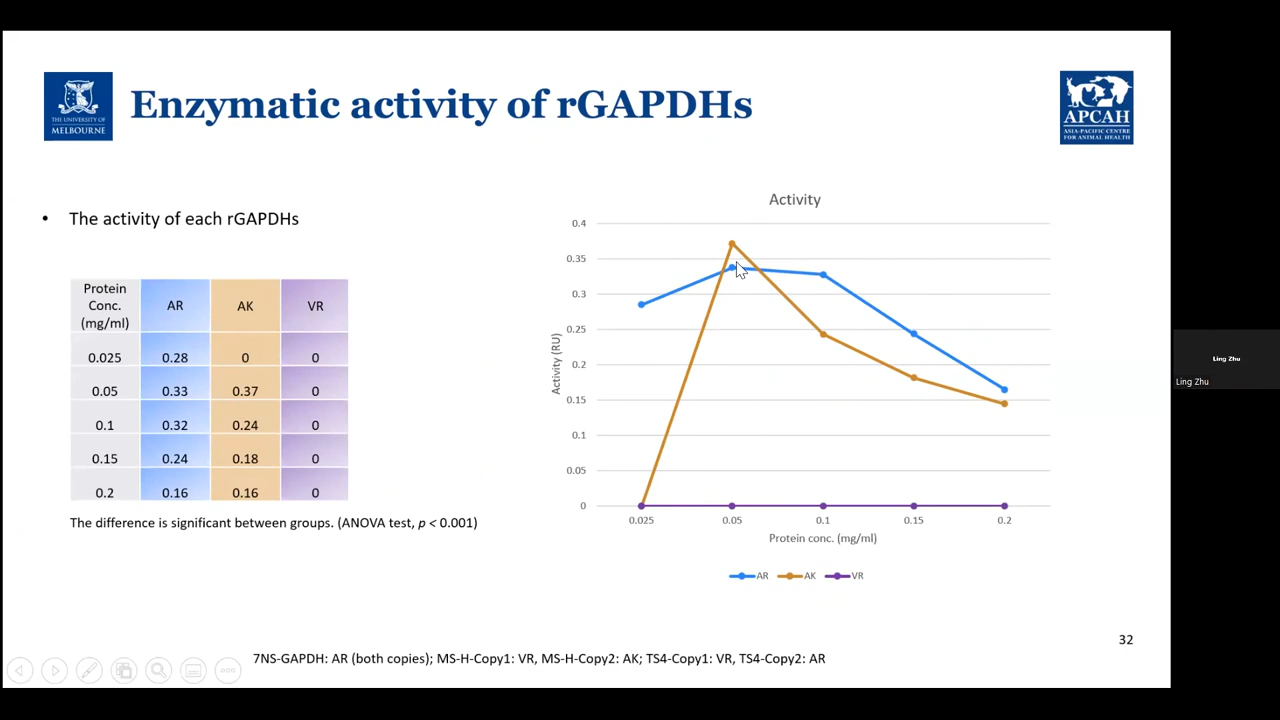 THE UNIVERSITY OF
MELBOURNE
Enzymatic activity of rGAPDHs
APCAH
ASIA-PACIFIC CENTRE
FOR ANIMAL HEALTH
• The activity of each rGAPDHs
Protein
Conc.
(mg/ml) AR AK VR
0.025 0.28 0 0
0.05 0.33 0.37 0
0.1 0.32 0.24 0
0.15 0.24 0.18 0
0.2 0.16 0.16 0
The difference is significant between groups. (ANOVA test, p < 0.001)
Activity
0.4
0.35
0.3
0.25
0.2
0.15
0.1
0.05
0
Activity (RU)
0.025 0.05 0.1 0.15 0.2
Protein conc. (mg/ml)
AR AK VR
Ling Zhu
Ling Zhu
32
7NS-GAPDH: AR (both copies); MS-H-Copy1: VR, MS-H-Copy2: AK; TS4-Copy1: VR, TS4-Copy2: AR